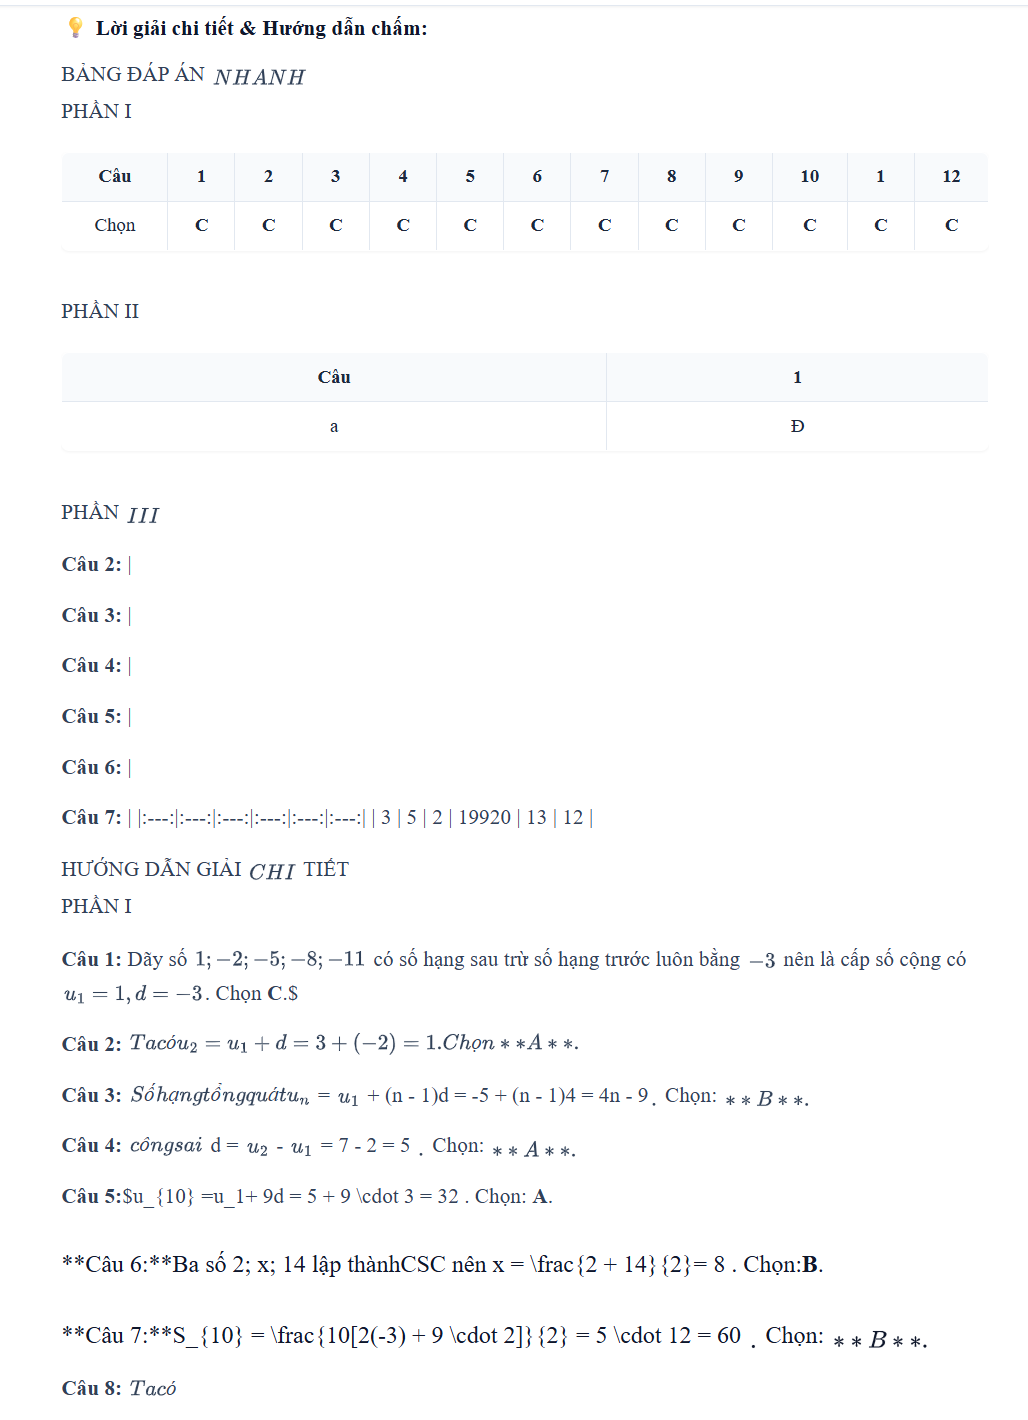 💡 Lời giải chi tiết & Hướng dẫn chấm:
BẢNG ĐÁP ÁN NHANH
PHẦN I
Câu 1 2 3 4 5 6 7 8 9 10 1 12
Chọn C C C C C C C C C C C C
PHẦN II
Câu 1
a Đ
PHẦN III
Câu 2: |
Câu 3: |
Câu 4: |
Câu 5: |
Câu 6: |
Câu 7: | |:---:|:---:|:---:|:---:|:---:|:---:| | 3 | 5 | 2 | 19920 | 13 | 12 |
HƯỚNG DẪN GIẢI CHI TIẾT
PHẦN I
Câu 1: Dãy số 1; −2; −5; −8; −11 có số hạng sau trừ số hạng trước luôn bằng −3 nên là cấp số cộng có
u₁ = 1, d = −3. Chọn C.$
Câu 2: Tacóu₂ = u₁ + d = 3 + (−2) = 1.Chọn ∗ ∗A ∗ ∗.
Câu 3: Sốhạngtổngquátuₙ = u₁ + (n - 1)d = -5 + (n - 1)4 = 4n - 9. Chọn: ∗ ∗ B ∗ ∗.
Câu 4: côngsai d = u₂ - u₁ = 7 - 2 = 5 . Chọn: ∗ ∗ A ∗ ∗.
Câu 5:$u_{10} =u_1+ 9d = 5 + 9 \cdot 3 = 32 . Chọn: A.
**Câu 6:**Ba số 2; x; 14 lập thànhCSC nên x = \frac{2 + 14}{2}= 8 . Chọn:B.
**Câu 7:**S_{10} = \frac{10[2(-3) + 9 \cdot 2]}{2} = 5 \cdot 12 = 60 . Chọn: ∗ ∗ B ∗ ∗.
Câu 8: Tacó